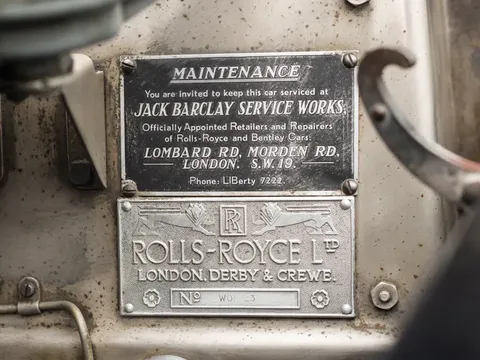 MAINTENANCE
You are invited to keep this car serviced at
JACK BARCLAY SERVICE WORKS,
Officially Appointed Retailers and Repairers
of Rolls-Royce and Bentley Cars:
LOMBARD RD, MORDEN RD,
LONDON. S.W.19.
Phone: LIBerty 7222.
RR
ROLLS-ROYCE LTD
LONDON, DERBY & CREWE.
No